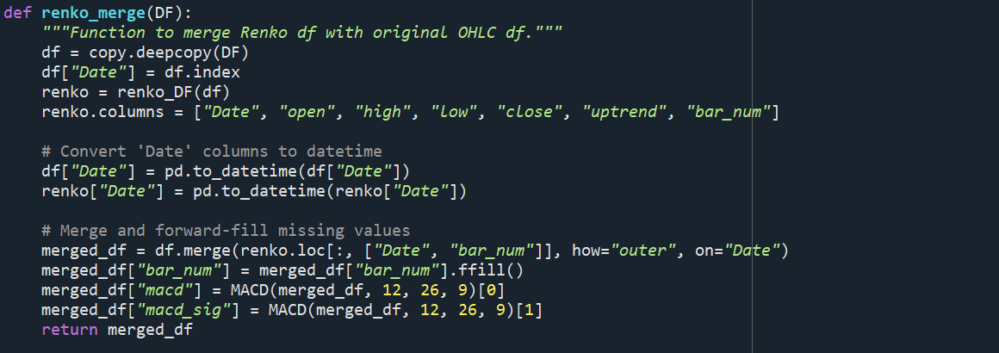 def renko_merge(DF):
    """Function to merge Renko df with original OHLC df."""
    df = copy.deepcopy(DF)
    df["Date"] = df.index
    renko = renko_DF(df)
    renko.columns = ["Date", "open", "high", "low", "close", "uptrend", "bar_num"]

    # Convert 'Date' columns to datetime
    df["Date"] = pd.to_datetime(df["Date"])
    renko["Date"] = pd.to_datetime(renko["Date"])

    # Merge and forward-fill missing values
    merged_df = df.merge(renko.loc[:, ["Date", "bar_num"]], how="outer", on="Date")
    merged_df["bar_num"] = merged_df["bar_num"].ffill()
    merged_df["macd"] = MACD(merged_df, 12, 26, 9)[0]
    merged_df["macd_sig"] = MACD(merged_df, 12, 26, 9)[1]
    return merged_df